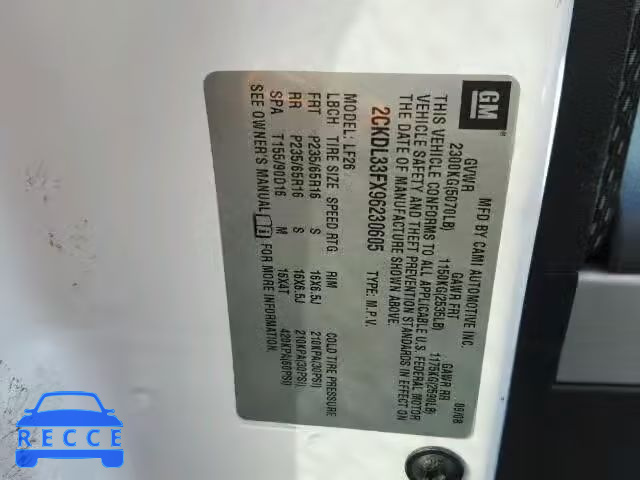 GM
MFD BY CAMI AUTOMOTIVE INC. 09/08
GVWR GAWR FRT GAWR RR
2300KG(5070LB) 1150KG(2535LB) 1175KG(2590LB)
THIS VEHICLE CONFORMS TO ALL APPLICABLE U.S. FEDERAL MOTOR
VEHICLE SAFETY AND THEFT PREVENTION STANDARDS IN EFFECT ON
THE DATE OF MANUFACTURE SHOWN ABOVE.
2CKDL33FX96230605 TYPE: M.P.V.
MODEL: LF26
LBCH TIRE SIZE SPEED RTG RIM COLD TIRE PRESSURE
FRT P235/65R16 S 16X6.5J 210KPA(30PSI)
RR P235/65R16 S 16X6.5J 210KPA(30PSI)
SPA T155/90D16 16X4T 420KPA(60PSI)
SEE OWNER'S MANUAL FOR MORE INFORMATION.
RECCE